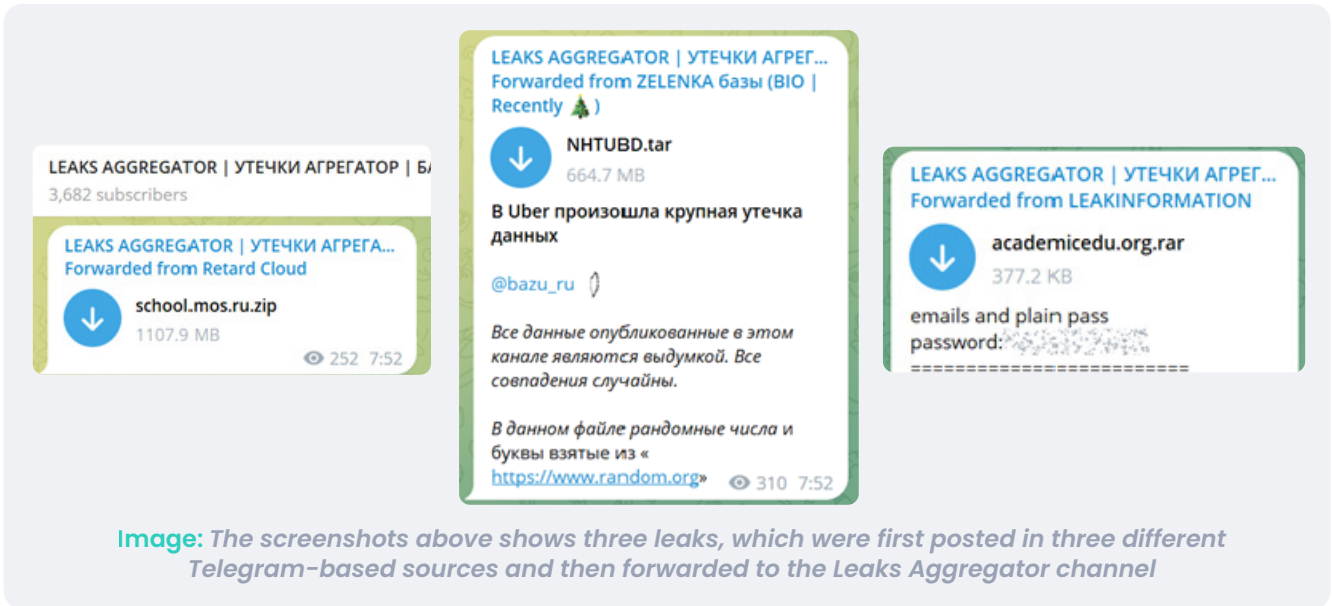 LEAKS AGGREGATOR | УТЕЧКИ АГРЕГАТОР | БА
3,682 subscribers
LEAKS AGGREGATOR | УТЕЧКИ АГРЕГА...
Forwarded from Retard Cloud
school.mos.ru.zip
1107.9 MB
252 7:52
LEAKS AGGREGATOR | УТЕЧКИ АГРЕГ...
Forwarded from ZELENKA базы (BIO |
Recently 🎄 )
NHTUBD.tar
664.7 MB
В Uber произошла крупная утечка
данных
@bazu_ru
Все данные опубликованные в этом
канале являются выдумкой. Все
совпадения случайны.
В данном файле рандомные числа и
буквы взятые из «
https://www.random.org»
310 7:52
LEAKS AGGREGATOR | УТЕЧКИ АГРЕГ...
Forwarded from LEAKINFORMATION
academicedu.org.rar
377.2 KB
emails and plain pass
password:
=========================
Image: The screenshots above shows three leaks, which were first posted in three different
Telegram-based sources and then forwarded to the Leaks Aggregator channel